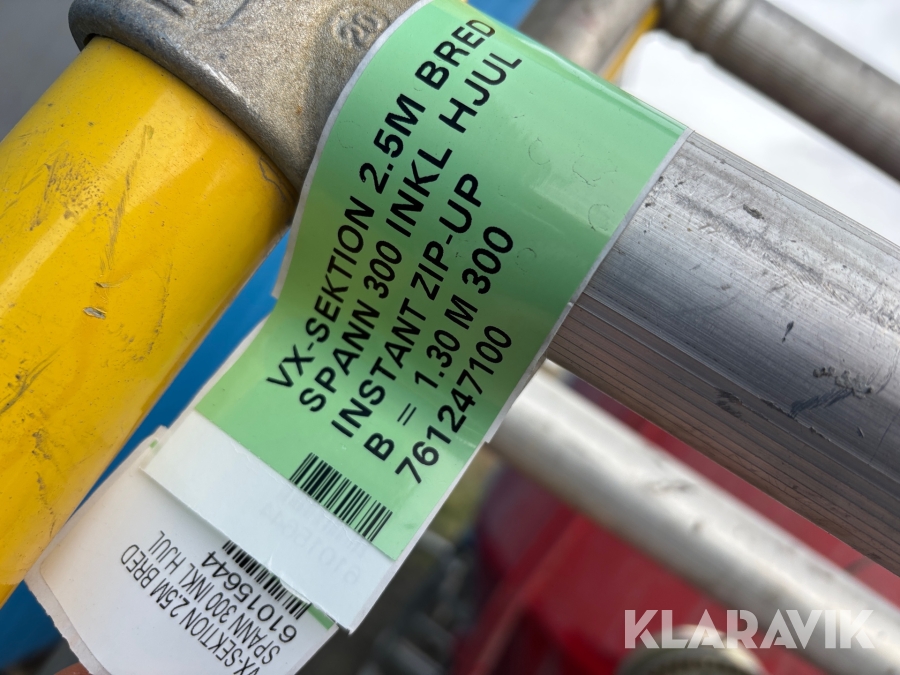 20
VX-SEKTION 2.5M BRED
SPANN 300 INKL HJUL
INSTANT ZIP-UP
B = 1.30 M 300
761247100
VX-SEKTION 2.5M BRED
SPANN 300 INKL HJUL
61015644
KLARAVIK